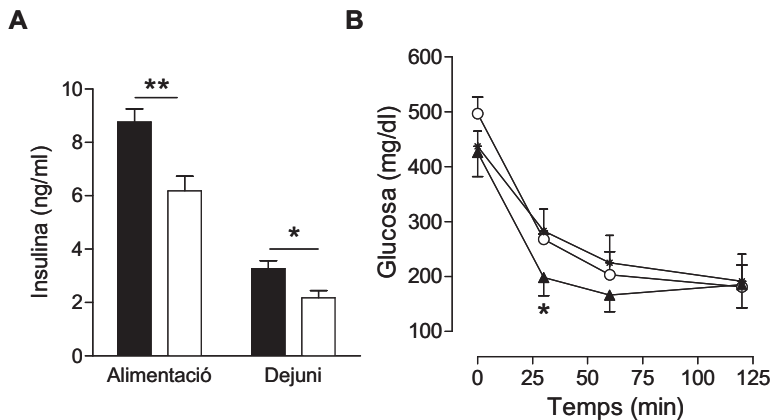 A
Insulina (ng/ml)
10
8
6
4
2
0
**
*
Alimentació Dejuni
B
Glucosa (mg/dl)
600
500
400
300
200
100
*
0 25 50 75 100 125
Temps (min)